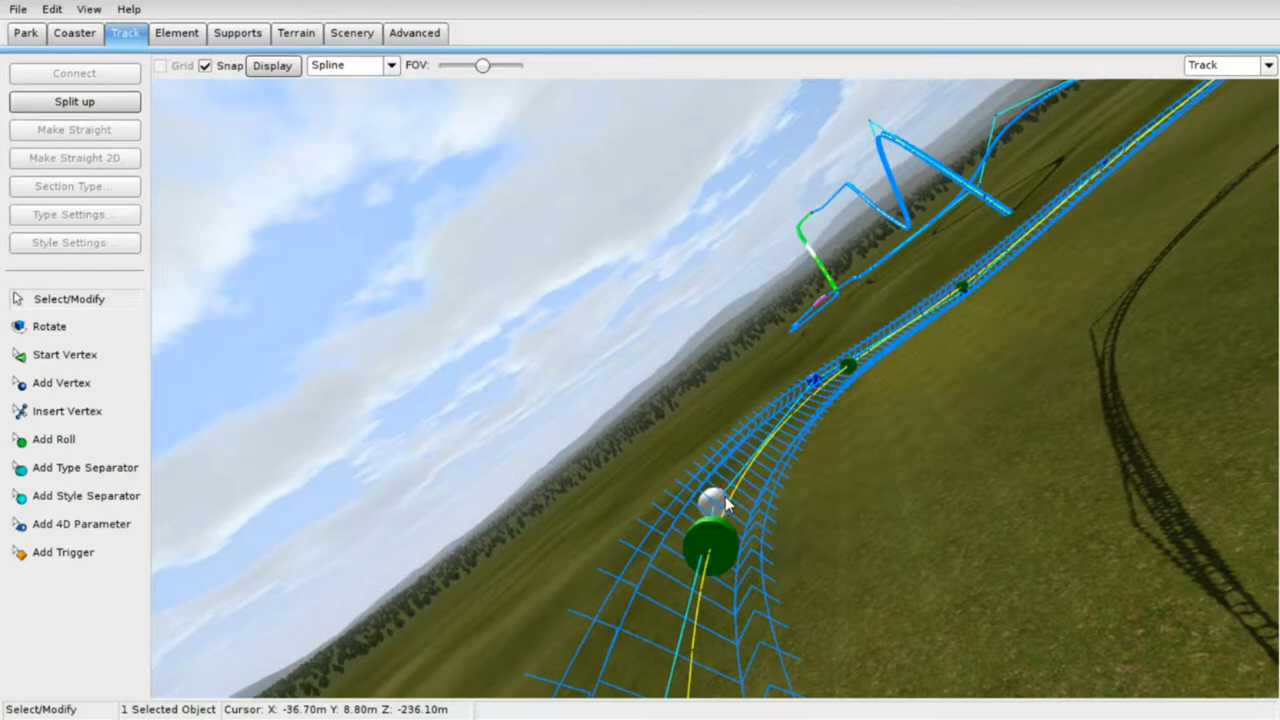 File Edit View Help
Park Coaster Track Element Supports Terrain Scenery Advanced
Grid Snap Display Spline FOV: Track
Connect
Split up
Make Straight
Make Straight 2D
Section Type...
Type Settings...
Style Settings...
Select/Modify
Rotate
Start Vertex
Add Vertex
Insert Vertex
Add Roll
Add Type Separator
Add Style Separator
Add 4D Parameter
Add Trigger
Select/Modify 1 Selected Object Cursor: X: -36.70m Y: 8.80m Z: -236.10m